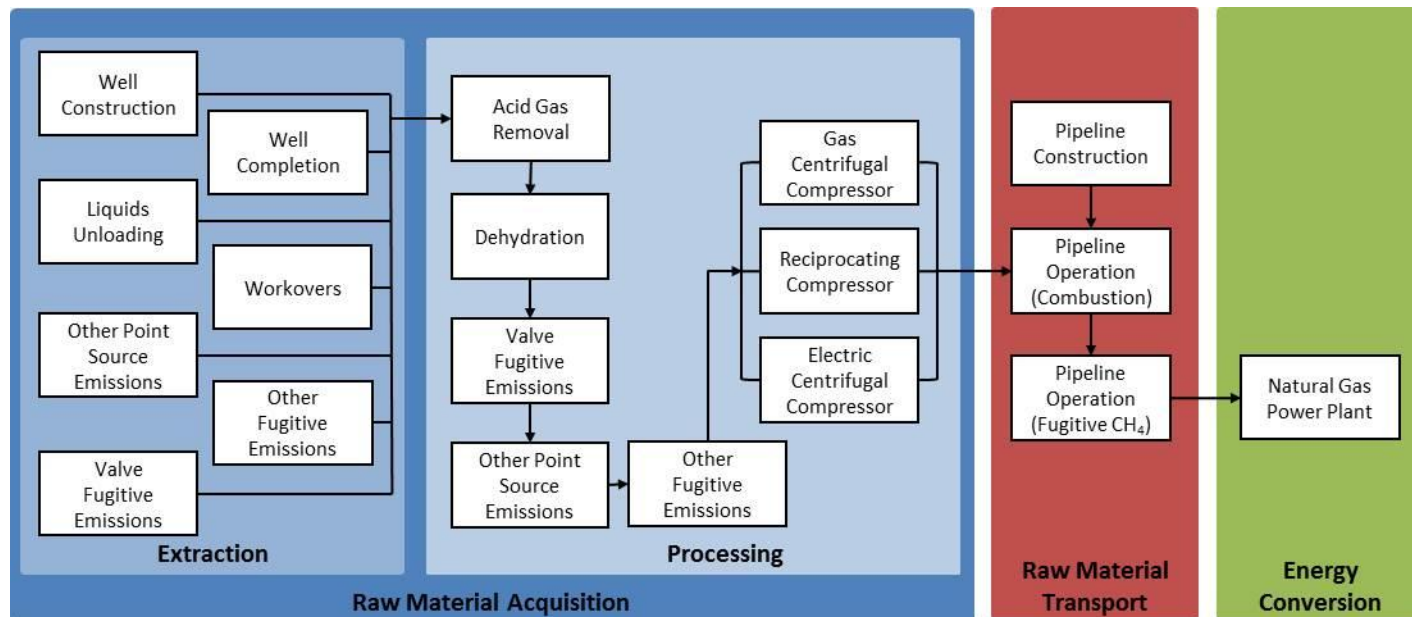 Well
Construction
Well
Completion
Liquids
Unloading
Workovers
Other Point
Source
Emissions
Other
Fugitive
Emissions
Valve
Fugitive
Emissions
Extraction
Acid Gas
Removal
Dehydration
Valve
Fugitive
Emissions
Other Point
Source
Emissions
Other
Fugitive
Emissions
Gas
Centrifugal
Compressor
Reciprocating
Compressor
Electric
Centrifugal
Compressor
Processing
Raw Material Acquisition
Pipeline
Construction
Pipeline
Operation
(Combustion)
Pipeline
Operation
(Fugitive CH₄)
Raw Material
Transport
Natural Gas
Power Plant
Energy
Conversion